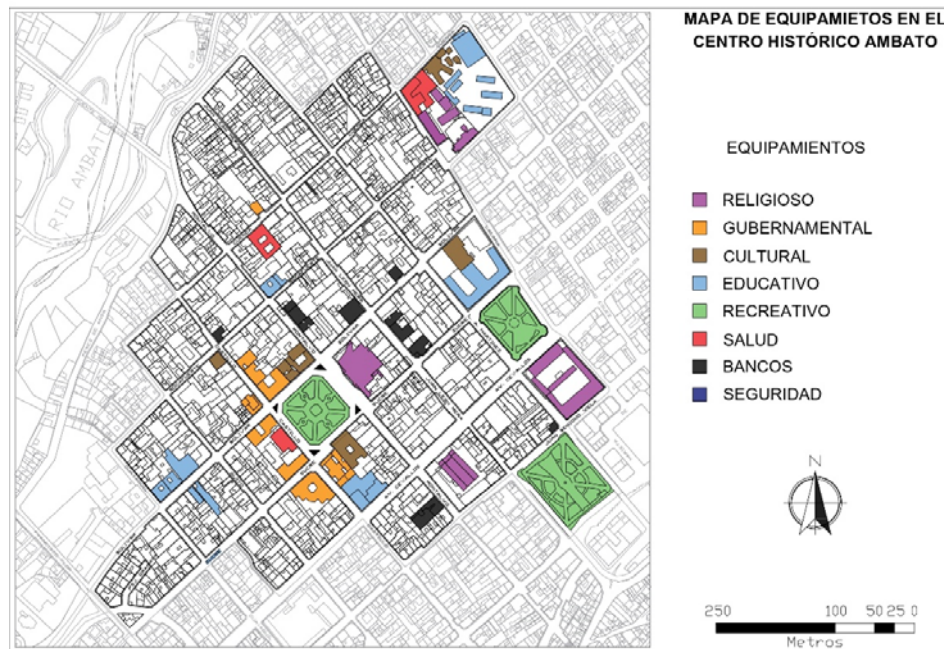 MAPA DE EQUIPAMIETOS EN EL
CENTRO HISTÓRICO AMBATO
RIO AMBATO
EQUIPAMIENTOS
RELIGIOSO
GUBERNAMENTAL
CULTURAL
EDUCATIVO
RECREATIVO
SALUD
BANCOS
SEGURIDAD
N
250 100 50 25 0
Metros